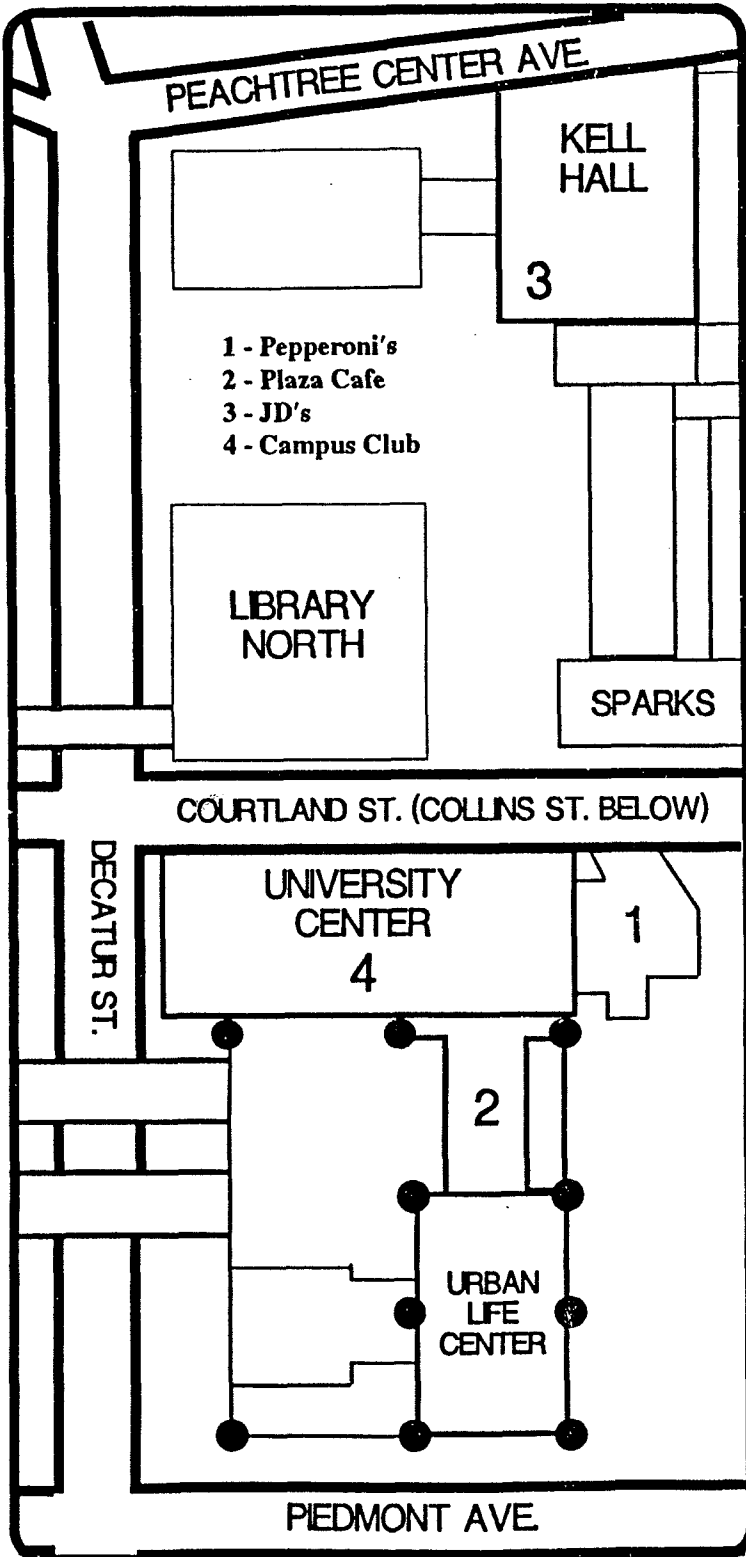 PEACHTREE CENTER AVE.
KELL
HALL
3
1 - Pepperoni's
2 - Plaza Cafe
3 - JD's
4 - Campus Club
LIBRARY
NORTH
SPARKS
COURTLAND ST. (COLLINS ST. BELOW)
DECATUR ST.
UNIVERSITY
CENTER
4
1
2
URBAN
LIFE
CENTER
PIEDMONT AVE.